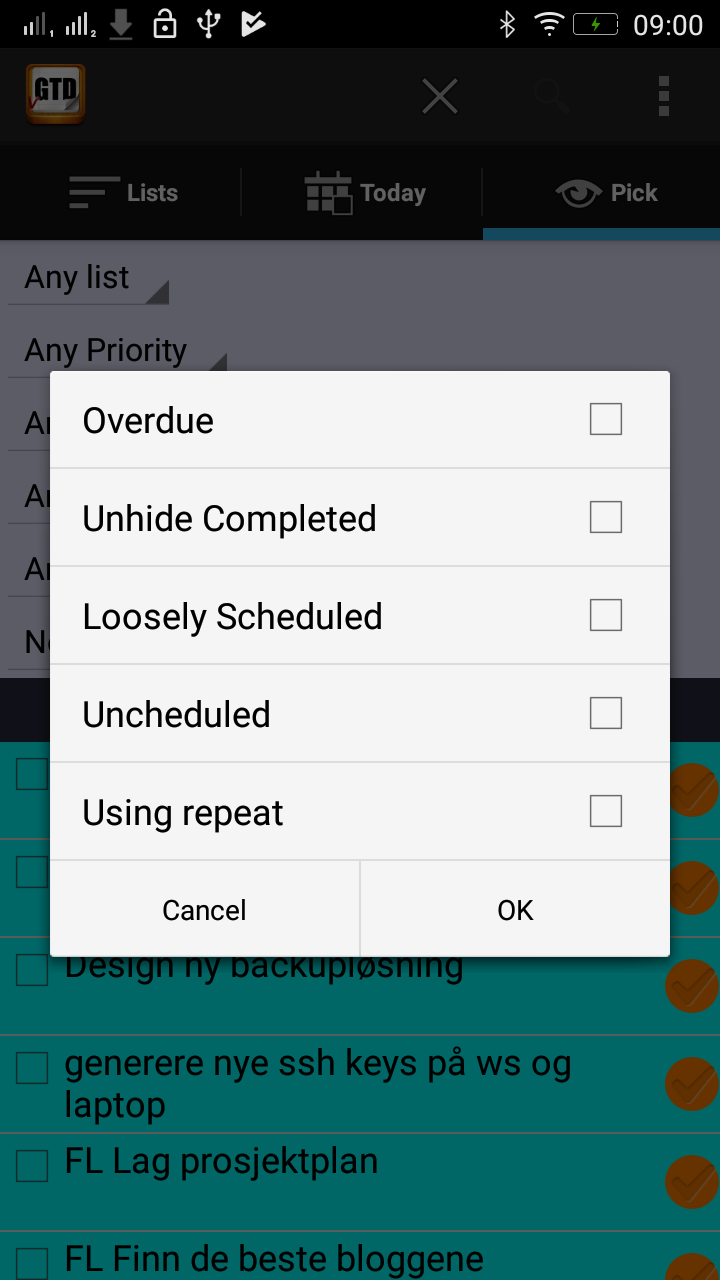 1
2
09:00
GTD
Lists
Today
Pick
Any list
Any Priority
Overdue
Unhide Completed
Loosely Scheduled
Uncheduled
Using repeat
Cancel
OK
Design ny backupløsning
generere nye ssh keys på ws og
laptop
FL Lag prosjektplan
FL Finn de beste bloggene